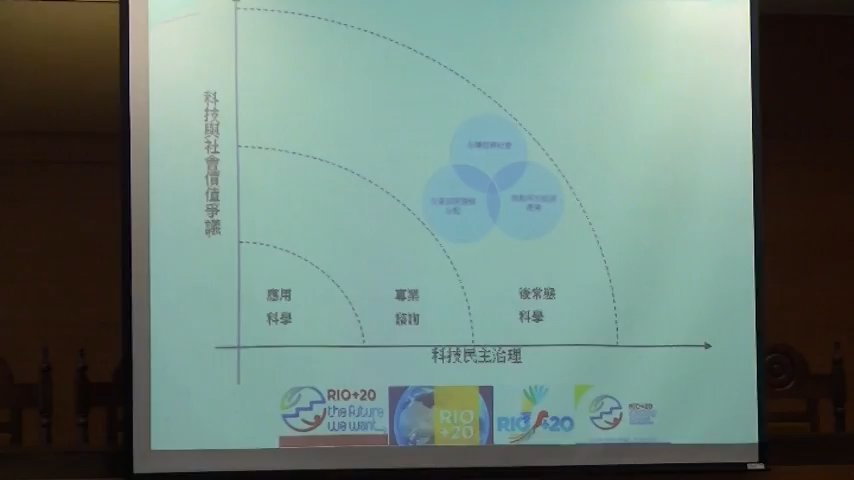 科技與社會價值爭議
應用
科學
專業
諮詢
後常態
科學
科技民主治理
RIO+20
the future
we want
RIO
+20
RIO+20
RIO+20